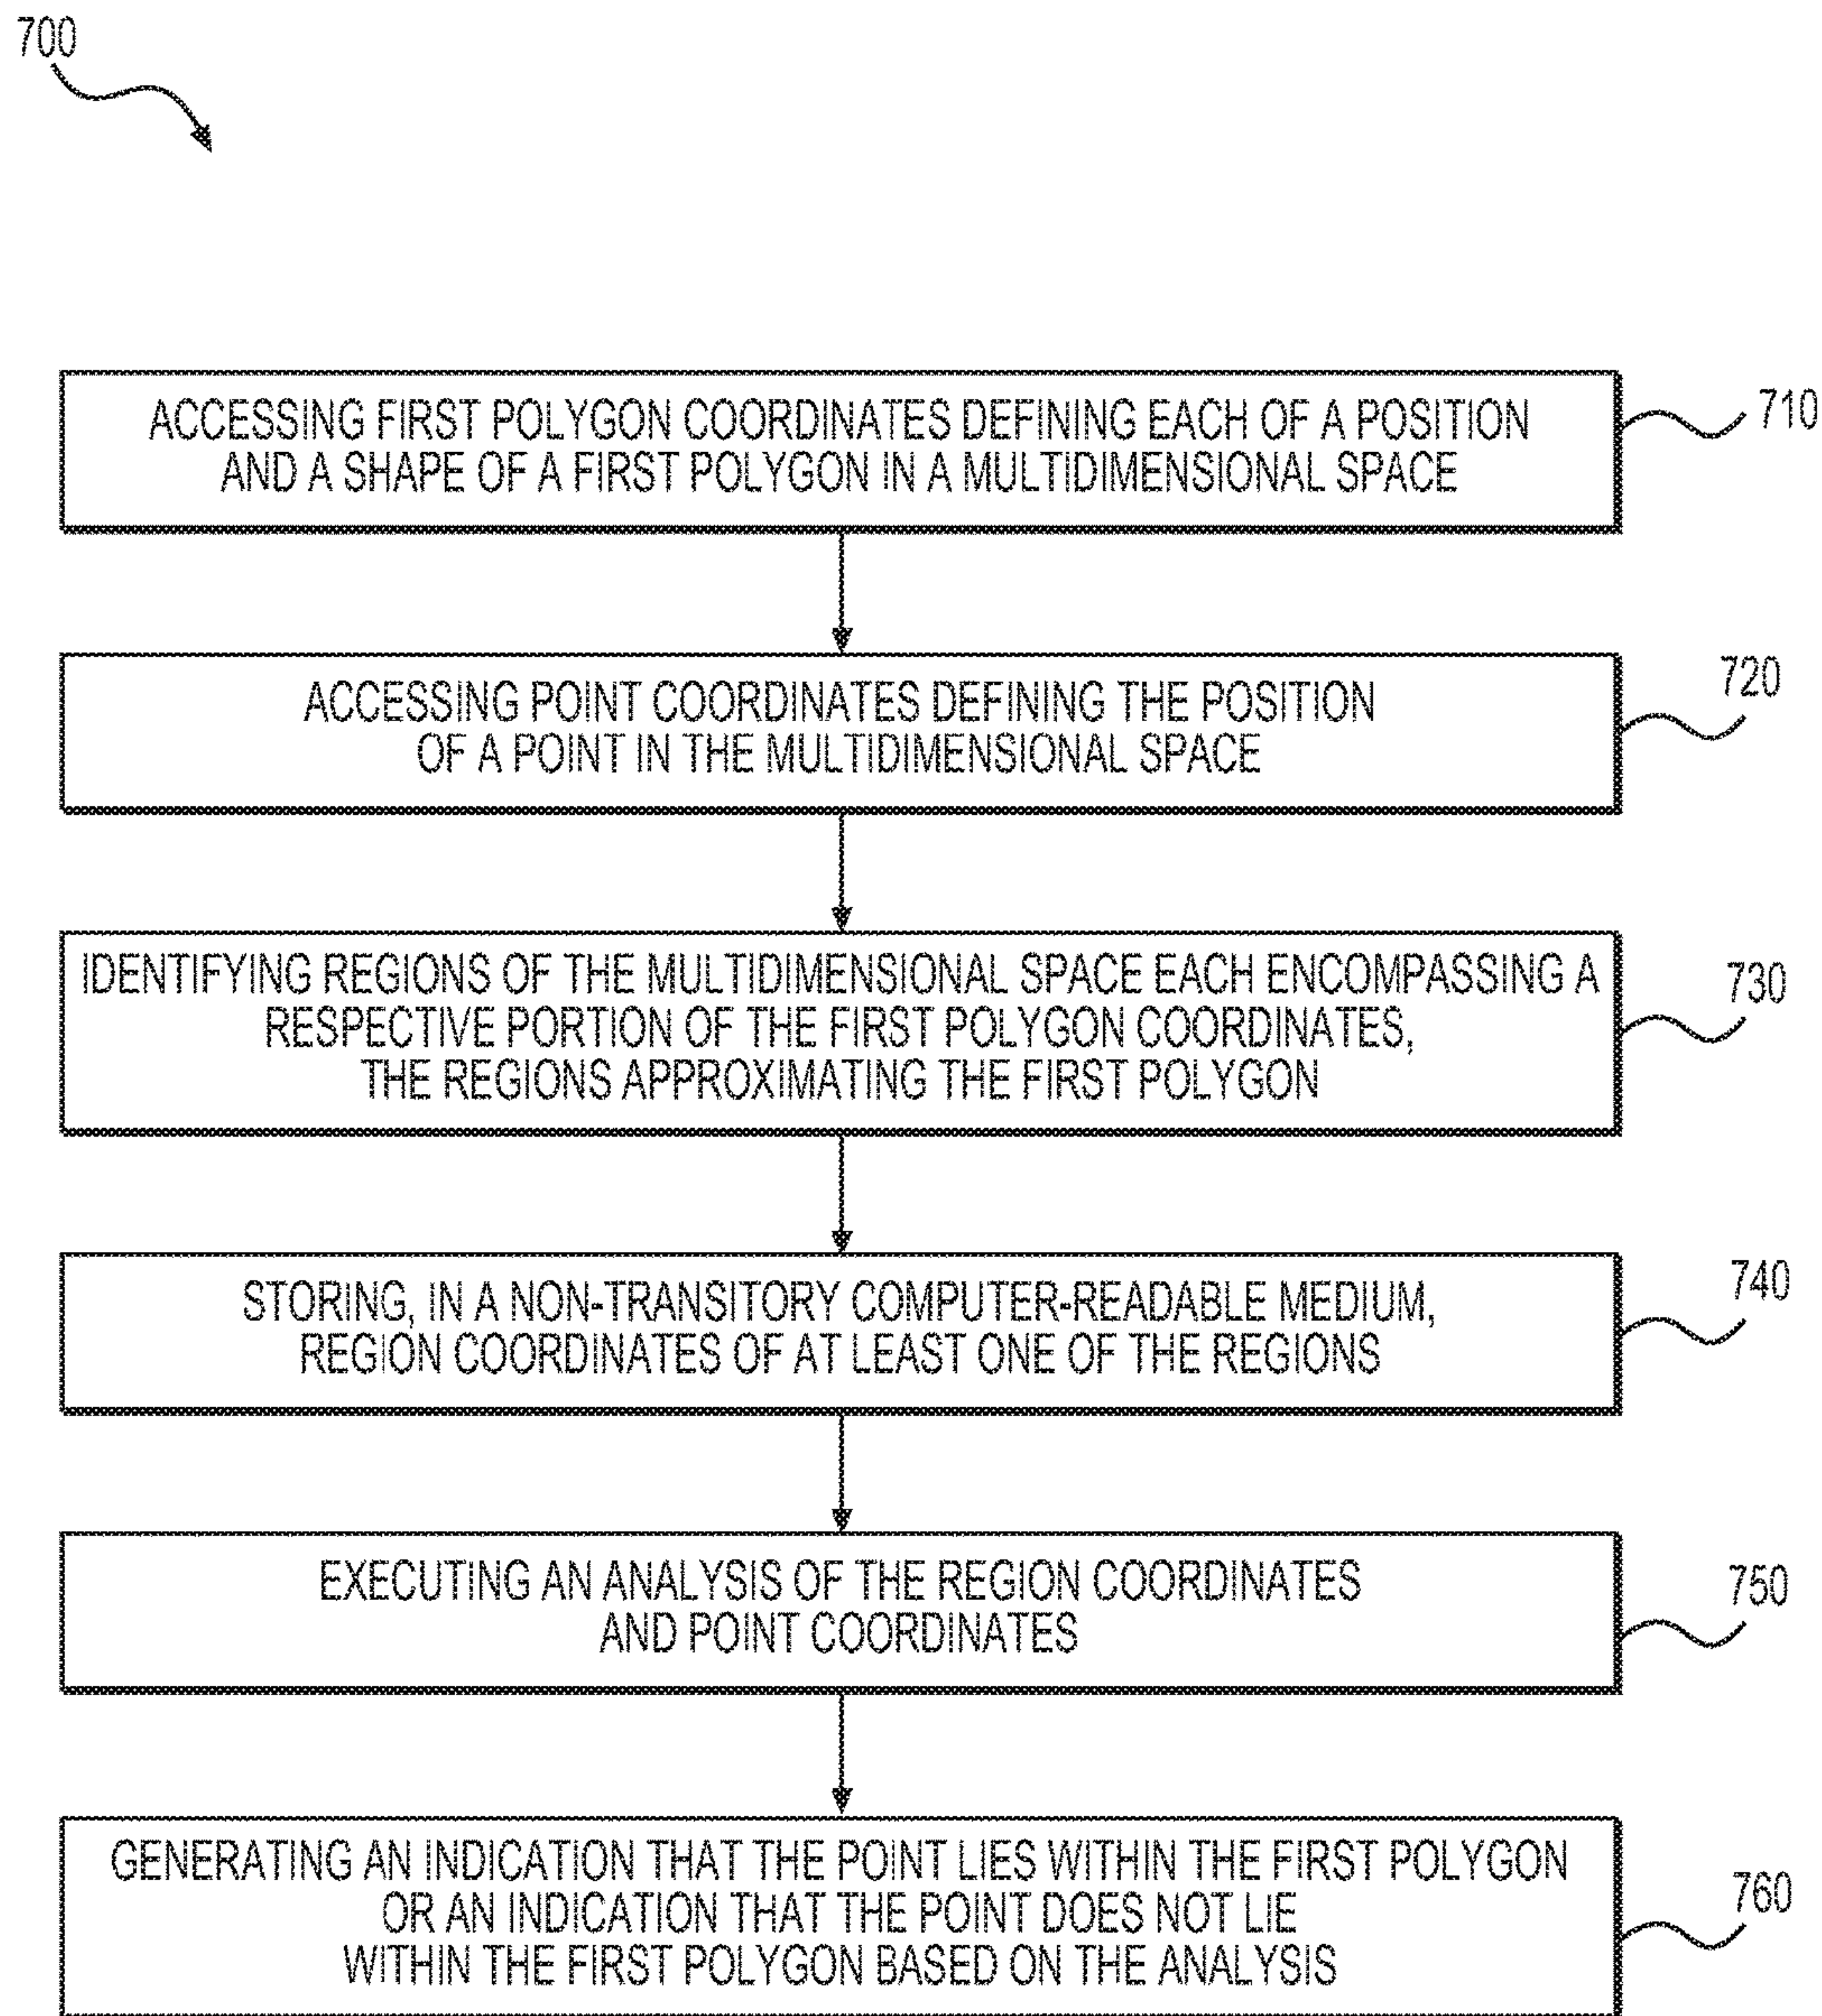 700
ACCESSING FIRST POLYGON COORDINATES DEFINING EACH OF A POSITION
AND A SHAPE OF A FIRST POLYGON IN A MULTIDIMENSIONAL SPACE
710
ACCESSING POINT COORDINATES DEFINING THE POSITION
OF A POINT IN THE MULTIDIMENSIONAL SPACE
720
IDENTIFYING REGIONS OF THE MULTIDIMENSIONAL SPACE EACH ENCOMPASSING A
RESPECTIVE PORTION OF THE FIRST POLYGON COORDINATES,
THE REGIONS APPROXIMATING THE FIRST POLYGON
730
STORING, IN A NON-TRANSITORY COMPUTER-READABLE MEDIUM,
REGION COORDINATES OF AT LEAST ONE OF THE REGIONS
740
EXECUTING AN ANALYSIS OF THE REGION COORDINATES
AND POINT COORDINATES
750
GENERATING AN INDICATION THAT THE POINT LIES WITHIN THE FIRST POLYGON
OR AN INDICATION THAT THE POINT DOES NOT LIE
WITHIN THE FIRST POLYGON BASED ON THE ANALYSIS
760